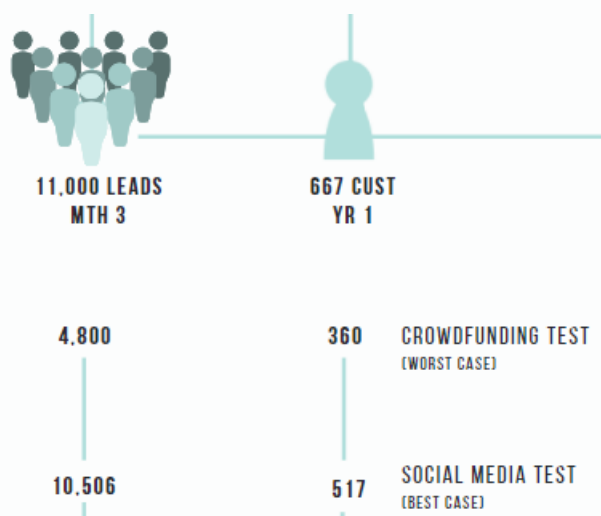 11,000 LEADS
MTH 3
667 CUST
YR 1
4,800
360
CROWDFUNDING TEST
(WORST CASE)
10,506
517
SOCIAL MEDIA TEST
(BEST CASE)